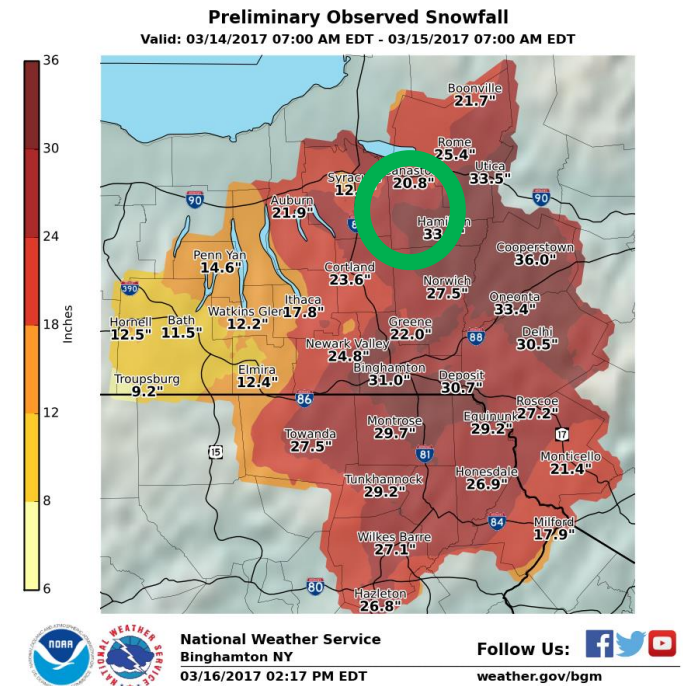 Preliminary Observed Snowfall
Valid: 03/14/2017 07:00 AM EDT - 03/15/2017 07:00 AM EDT
36
30
24
18
12
8
6
Inches
Boonville
21.7"
Rome
25.4"
Utica
33.5"
20.8"
90
90
Auburn
21.9"
Cooperstown
36.0"
Penn Yan
14.6"
Cortland
23.6"
Norwich
27.5"
390
Ithaca
17.8"
Oneonta
33.4"
Hornell
12.5"
Bath
11.5"
Watkins Glen
12.2"
Greene
22.0"
88
Delhi
30.5"
Newark Valley
24.8"
Binghamton
31.0"
Deposit
30.7"
Elmira
12.4"
Troupsburg
9.2"
86
Roscoe
27.2"
Montrose
29.7"
Equinunk
29.2"
17
Towanda
27.5"
15
81
Monticello
21.4"
Tunkhannock
29.2"
Honesdale
26.9"
84
Milford
17.9"
Wilkes Barre
27.1"
80
Hazleton
26.8"
NOAA
NATIONAL WEATHER SERVICE
National Weather Service
Binghamton NY
03/16/2017 02:17 PM EDT
Follow Us:
weather.gov/bgm